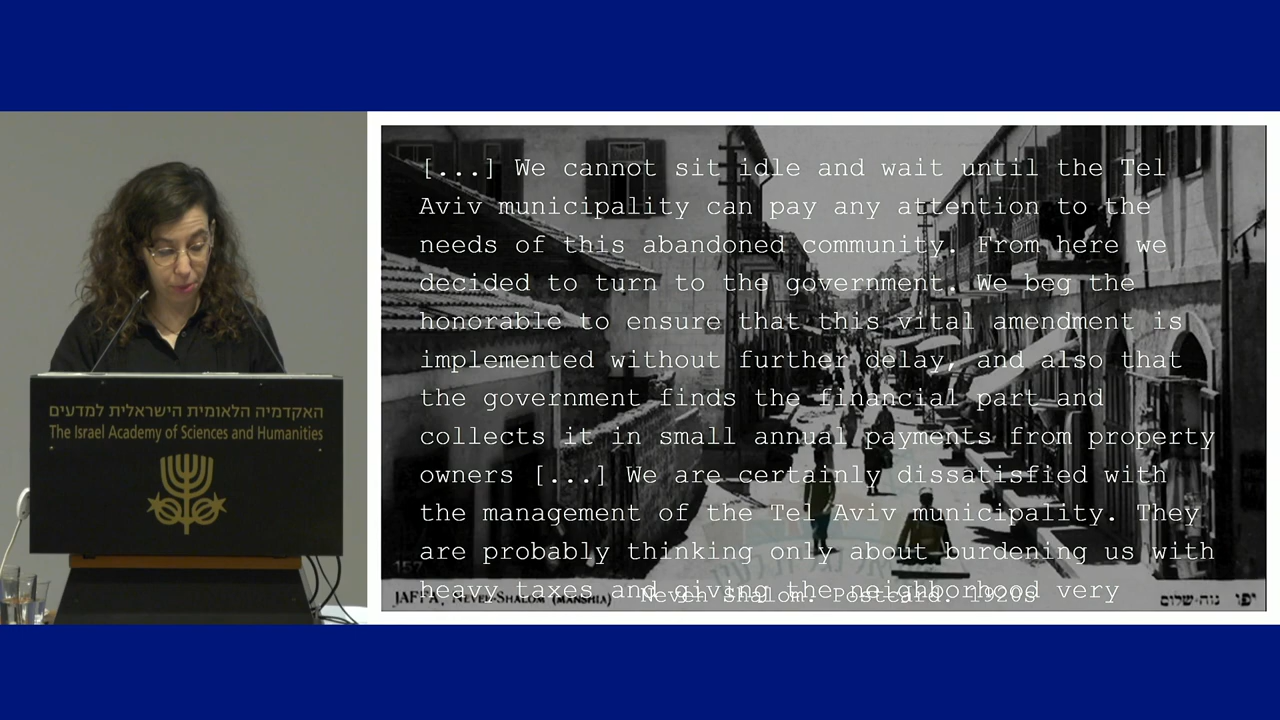 האקדמיה הלאומית הישראלית למדעים
The Israel Academy of Sciences and Humanities
[...] We cannot sit idle and wait until the Tel
Aviv municipality can pay any attention to the
needs of this abandoned community. From here we
decided to turn to the government. We beg the
honorable to ensure that this vital amendment is
implemented without further delay, and also that
the government finds the financial part and
collects it in small annual payments from property
owners [...] We are certainly dissatisfied with
the management of the Tel Aviv municipality. They
are probably thinking only about burdening us with
heavy taxes and giving the neighborhood very
157
JAFFA, NEVEH-SHALOM (MANSHIA)
Neveh Shalom. Postcard. 1920s
יפו נוה-שלום